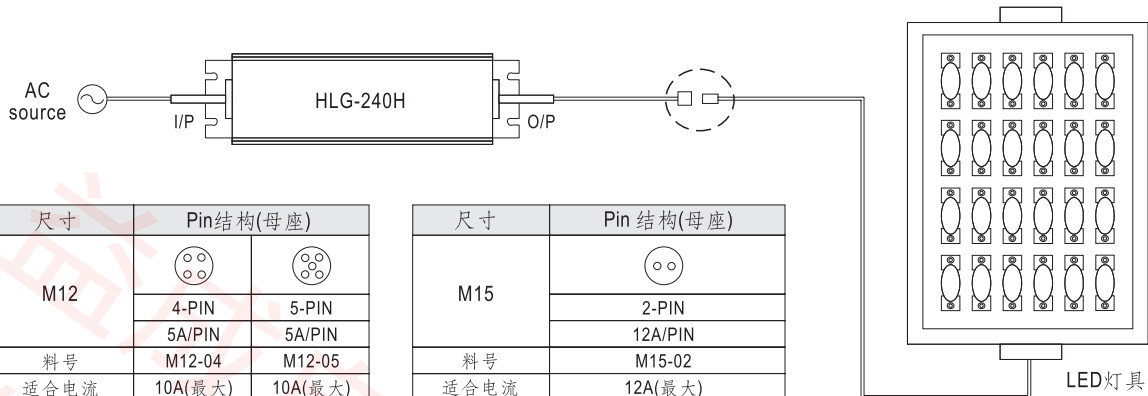 AC
source
I/P
HLG-240H
O/P
尺寸 Pin结构(母座)
M12
4-PIN 5-PIN
5A/PIN 5A/PIN
料号 M12-04 M12-05
适合电流 10A(最大) 10A(最大)
尺寸 Pin 结构(母座)
M15
2-PIN
12A/PIN
料号 M15-02
适合电流 12A(最大)
LED灯具